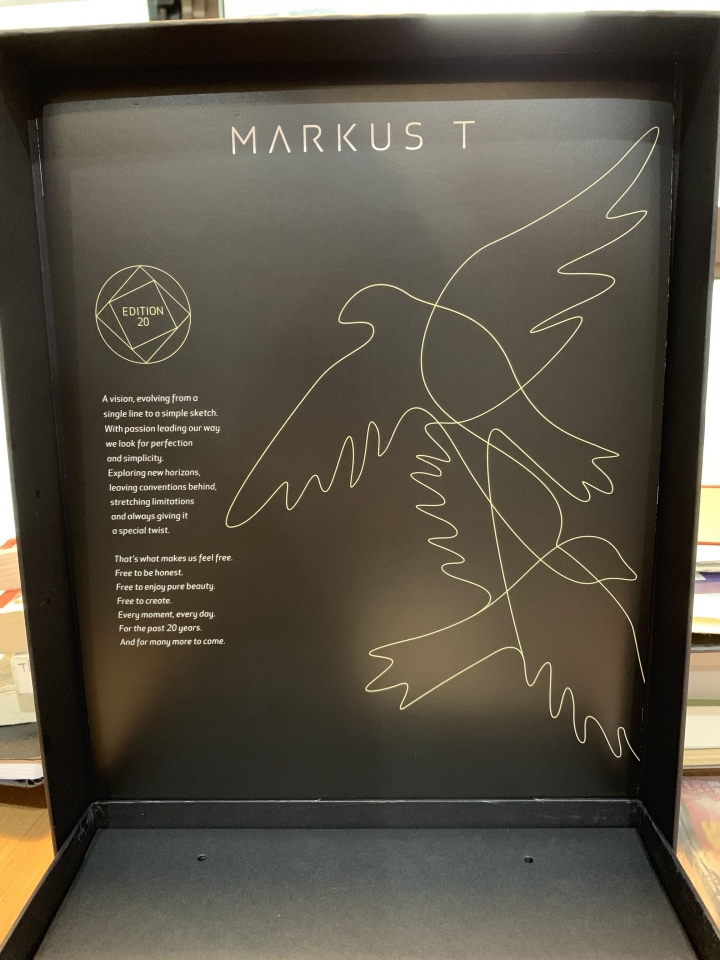 MARKUS T
EDITION
20
A vision, evolving from a
single line to a simple sketch.
With passion leading our way
we look for perfection
and simplicity.
Exploring new horizons,
leaving conventions behind,
stretching limitations
and always giving it
a special twist.
That's what makes us feel free.
Free to be honest.
Free to enjoy pure beauty.
Free to create.
Every moment, every day.
For the past 20 years.
And for many more to come.